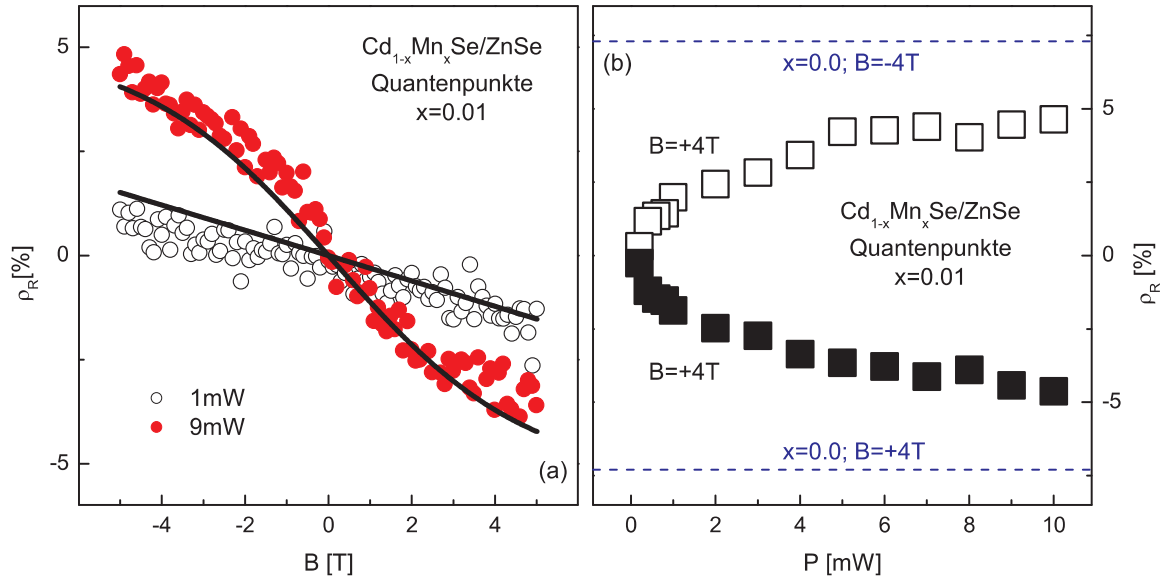 5
0
-5
ρR[%]
-4
-2
0
2
4
B [T]
Cd1-xMnxSe/ZnSe
Quantenpunkte
x=0.01
1mW
9mW
(a)
(b)
x=0.0; B=-4T
B=+4T
Cd1-xMnxSe/ZnSe
Quantenpunkte
x=0.01
B=+4T
x=0.0; B=+4T
0
2
4
6
8
10
P [mW]
5
0
-5
ρR [%]